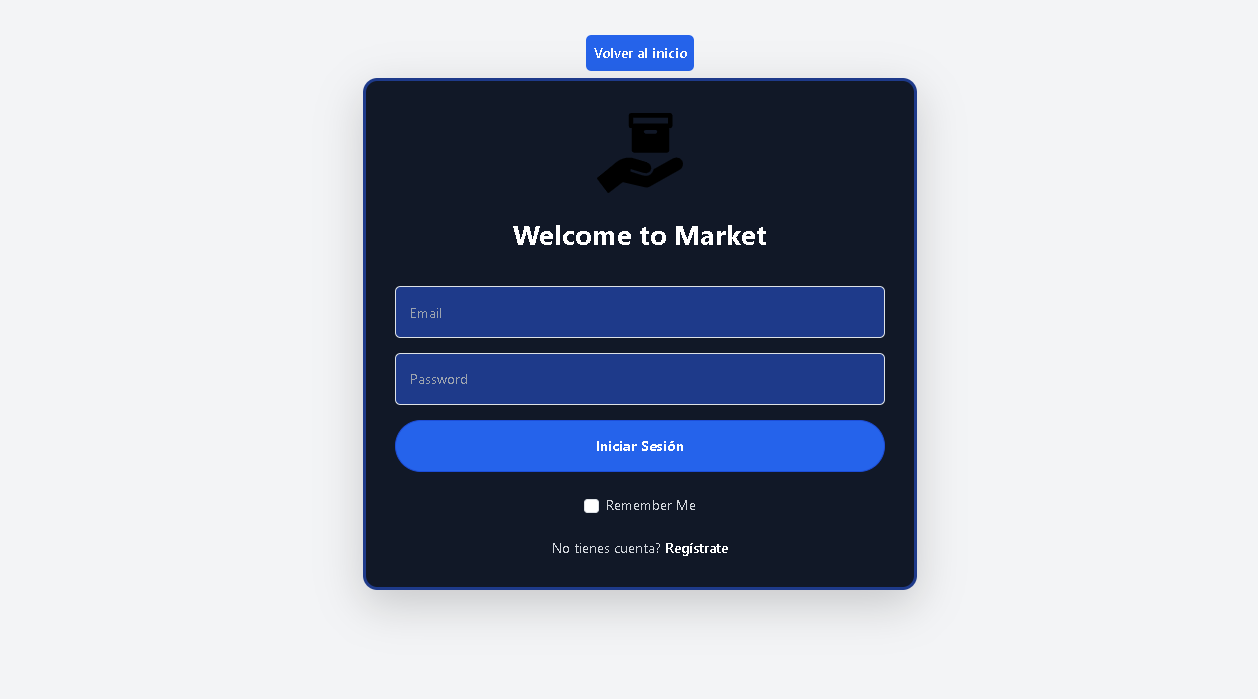 Volver al inicio
Welcome to Market
Email
Password
Iniciar Sesión
Remember Me
No tienes cuenta? Regístrate